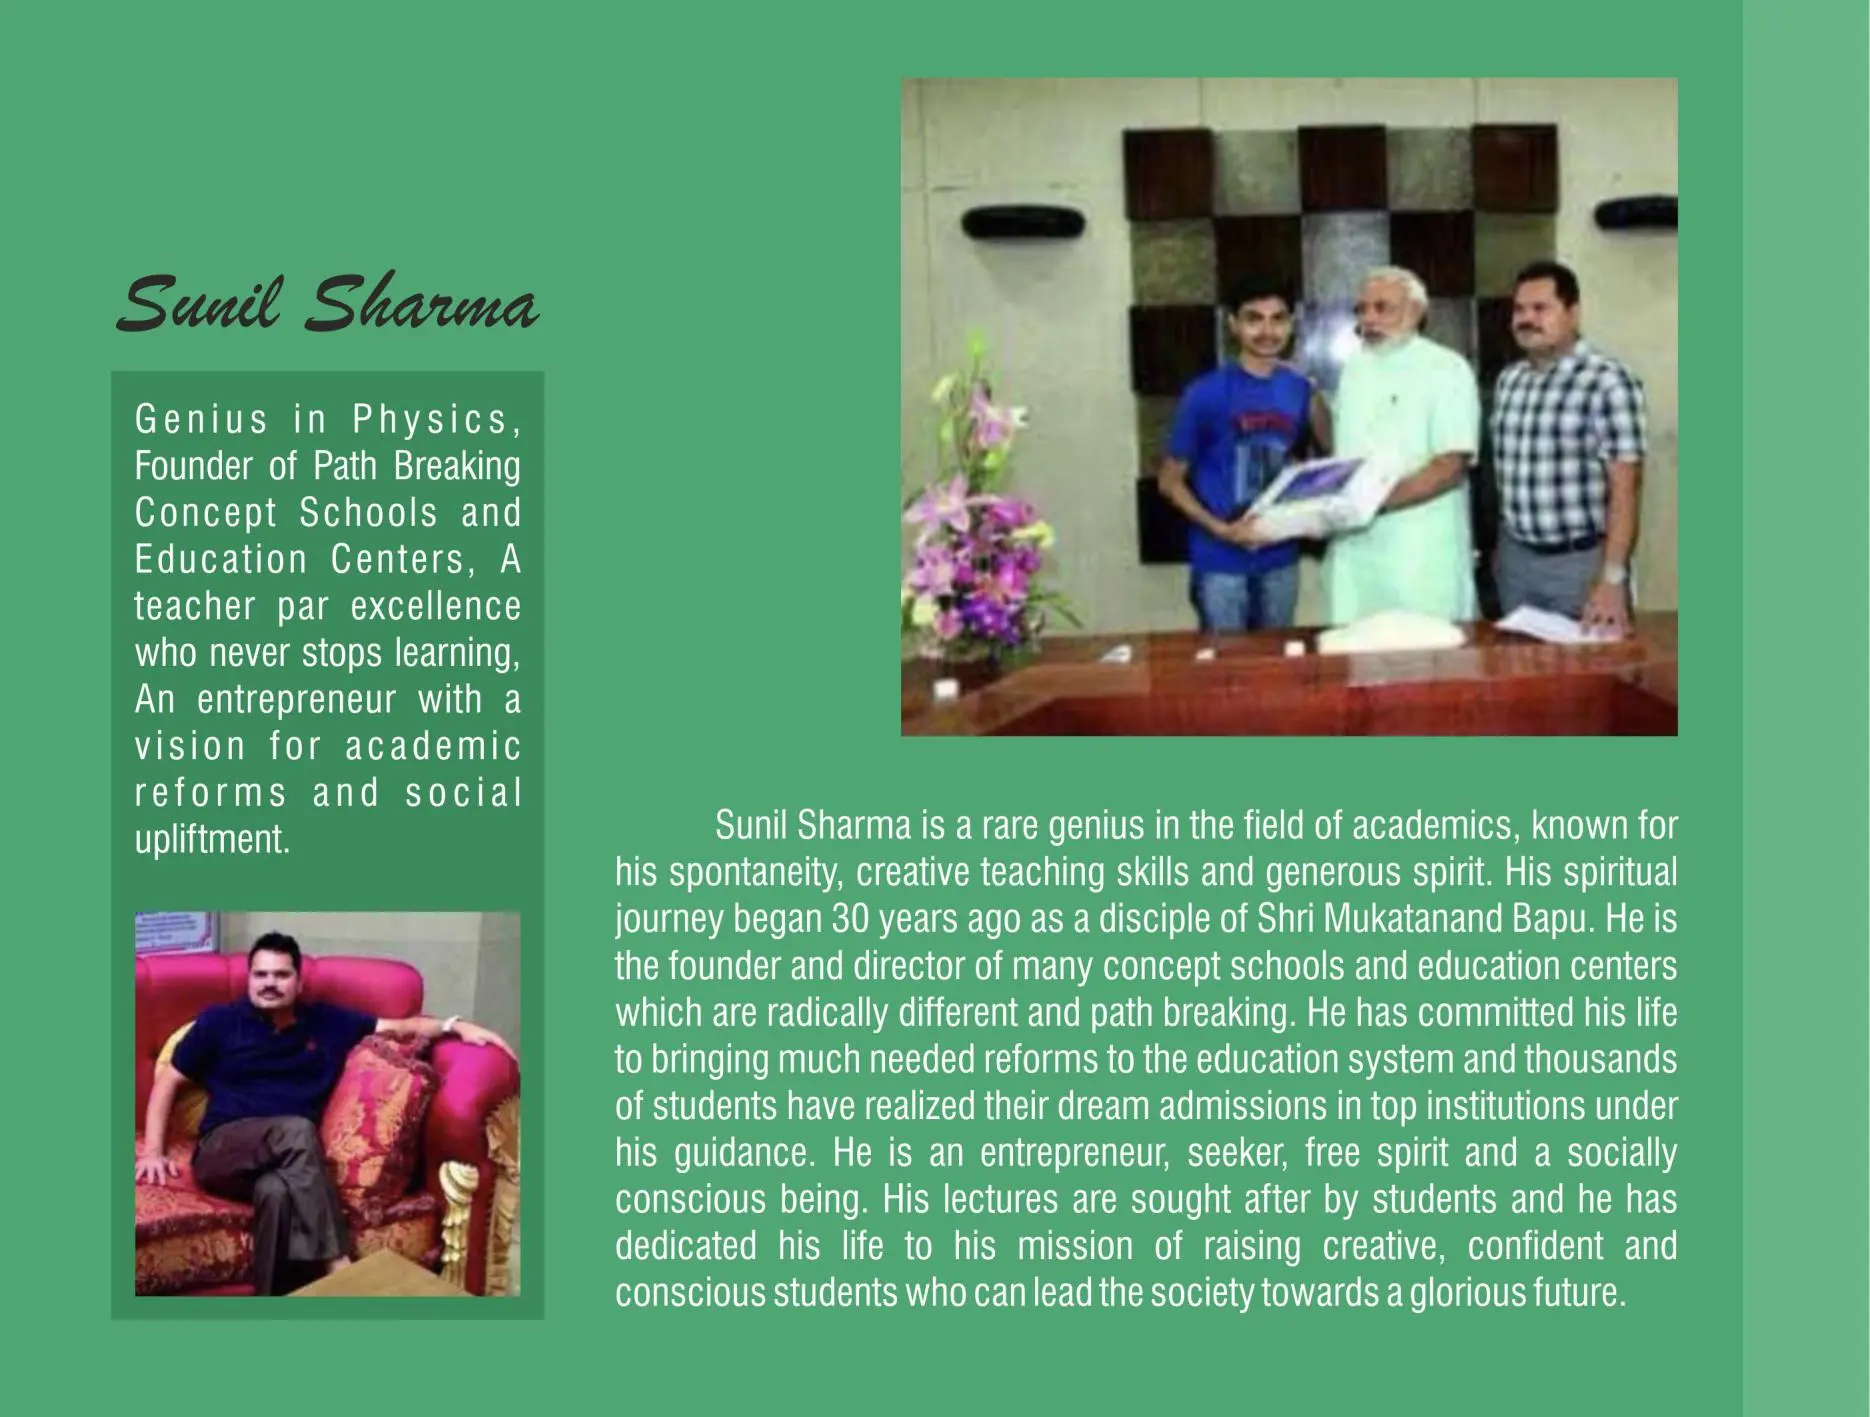 Sunil Sharma
Genius in Physics,
Founder of Path Breaking
Concept Schools and
Education Centers, A
teacher par excellence
who never stops learning,
An entrepreneur with a
vision for academic
reforms and social
upliftment.
Sunil Sharma is a rare genius in the field of academics, known for
his spontaneity, creative teaching skills and generous spirit. His spiritual
journey began 30 years ago as a disciple of Shri Mukatanand Bapu. He is
the founder and director of many concept schools and education centers
which are radically different and path breaking. He has committed his life
to bringing much needed reforms to the education system and thousands
of students have realized their dream admissions in top institutions under
his guidance. He is an entrepreneur, seeker, free spirit and a socially
conscious being. His lectures are sought after by students and he has
dedicated his life to his mission of raising creative, confident and
conscious students who can lead the society towards a glorious future.